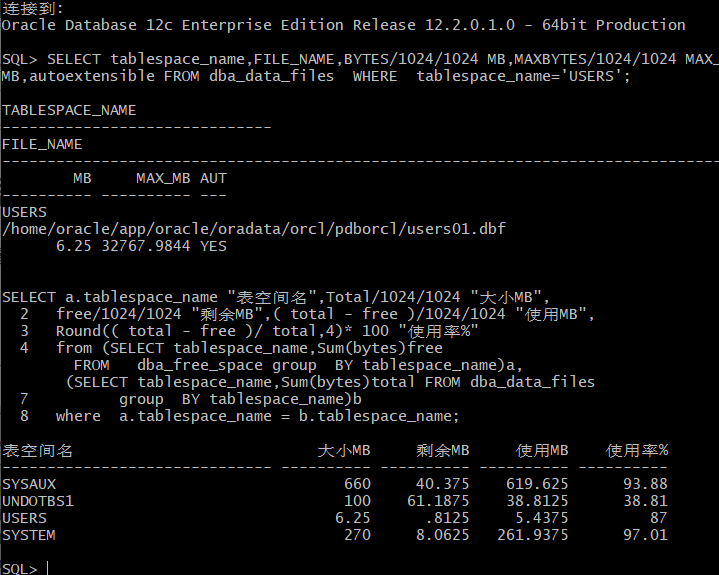 连接到:
Oracle Database 12c Enterprise Edition Release 12.2.0.1.0 - 64bit Production
SQL> SELECT tablespace_name,FILE_NAME,BYTES/1024/1024 MB,MAXBYTES/1024/1024 MAX_
MB,autoextensible FROM dba_data_files  WHERE  tablespace_name='USERS';
TABLESPACE_NAME
------------------------------
FILE_NAME
--------------------------------------------------------------------------------
        MB     MAX_MB AUT
---------- ---------- ---
USERS
/home/oracle/app/oracle/oradata/orcl/pdborcl/users01.dbf
      6.25 32767.9844 YES
SELECT a.tablespace_name "表空间名",Total/1024/1024 "大小MB",
  2   free/1024/1024 "剩余MB",( total - free )/1024/1024 "使用MB",
  3   Round(( total - free )/ total,4)* 100 "使用率%"
  4   from (SELECT tablespace_name,Sum(bytes)free
        FROM   dba_free_space group  BY tablespace_name)a,
       (SELECT tablespace_name,Sum(bytes)total FROM dba_data_files
  7          group  BY tablespace_name)b
  8   where  a.tablespace_name = b.tablespace_name;
表空间名                           大小MB     剩余MB     使用MB    使用率%
------------------------------ ---------- ---------- ---------- ----------
SYSAUX                                660     40.375    619.625      93.88
UNDOTBS1                              100    61.1875    38.8125      38.81
USERS                                6.25      .8125     5.4375         87
SYSTEM                                270     8.0625   261.9375      97.01
SQL>